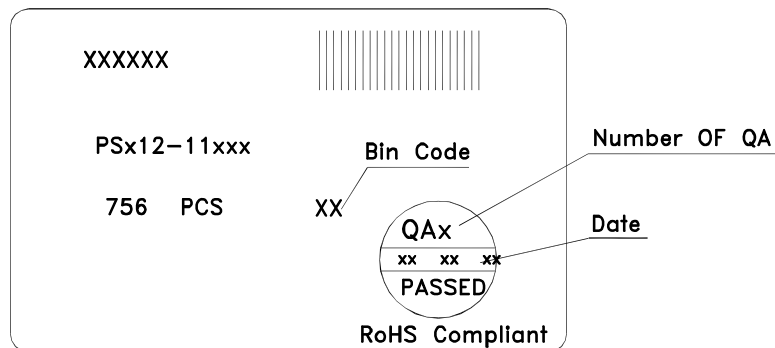 XXXXXX
PSx12-11xxx
Bin Code
Number OF QA
756 PCS
XX
QAx
Date
xx xx xx
PASSED
RoHS Compliant